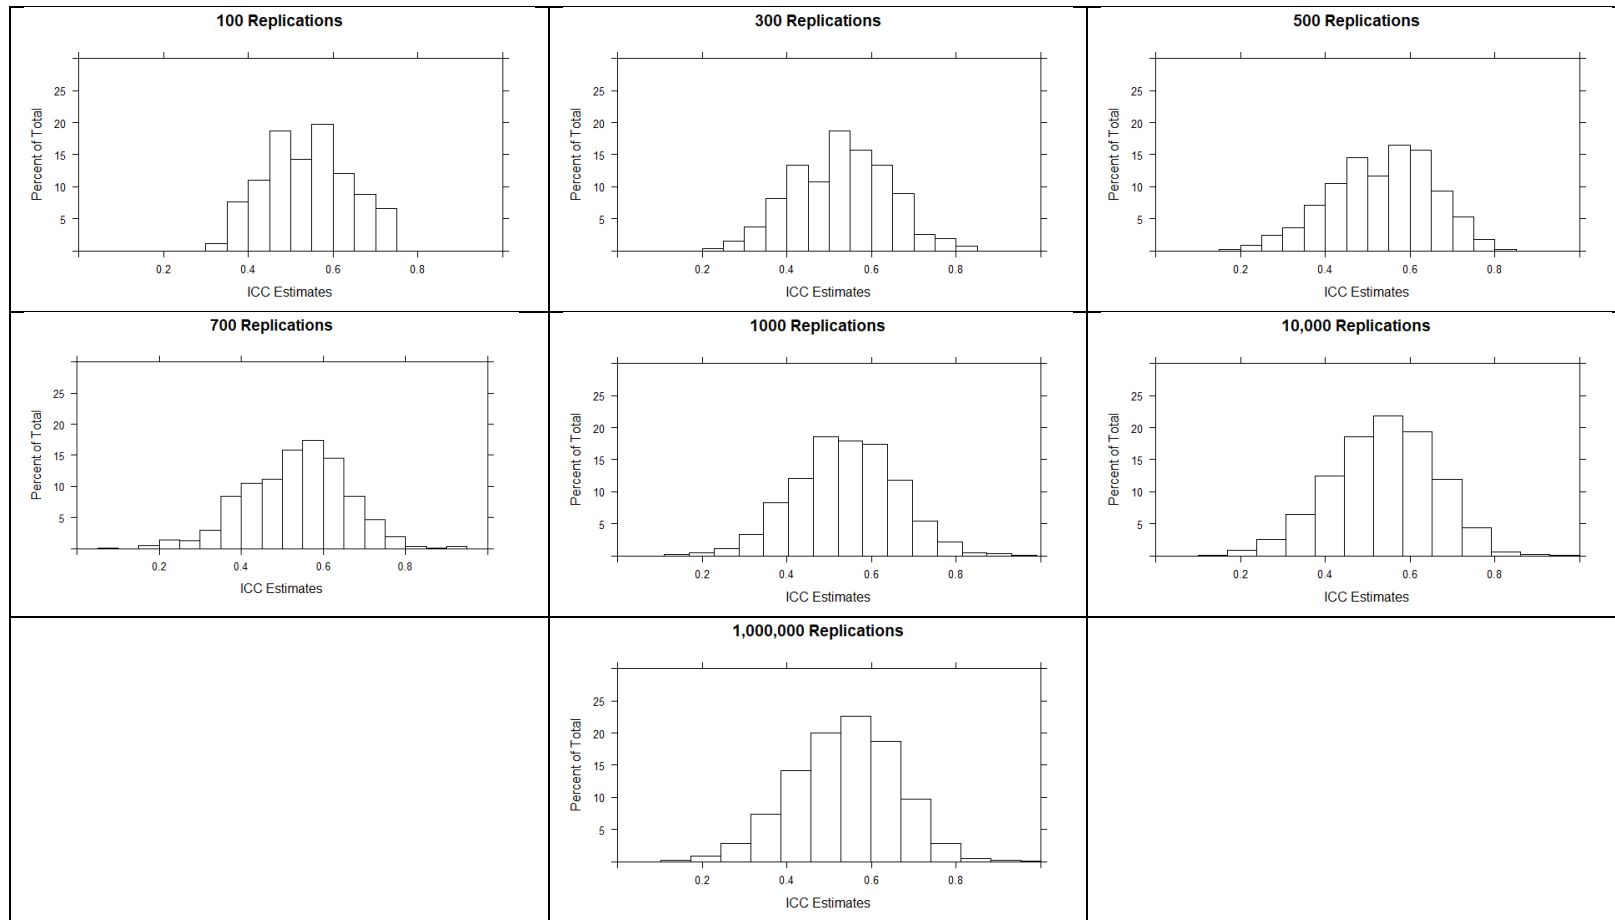 100 Replications
Percent of Total
25
20
15
10
5
0.2 0.4 0.6 0.8
ICC Estimates
300 Replications
Percent of Total
25
20
15
10
5
0.2 0.4 0.6 0.8
ICC Estimates
500 Replications
Percent of Total
25
20
15
10
5
0.2 0.4 0.6 0.8
ICC Estimates
700 Replications
Percent of Total
25
20
15
10
5
0.2 0.4 0.6 0.8
ICC Estimates
1000 Replications
Percent of Total
25
20
15
10
5
0.2 0.4 0.6 0.8
ICC Estimates
10,000 Replications
Percent of Total
25
20
15
10
5
0.2 0.4 0.6 0.8
ICC Estimates
1,000,000 Replications
Percent of Total
25
20
15
10
5
0.2 0.4 0.6 0.8
ICC Estimates